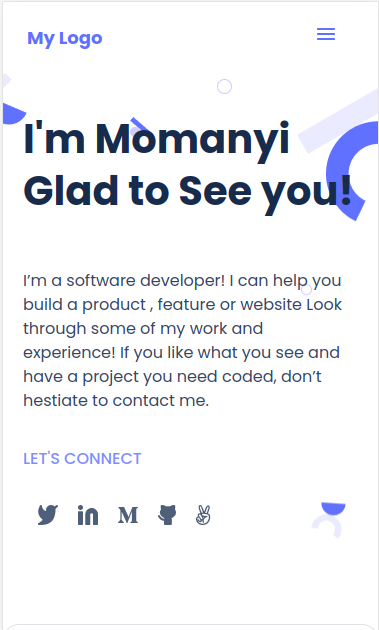 My Logo
I'm Momanyi
Glad to See you!
I’m a software developer! I can help you
build a product , feature or website Look
through some of my work and
experience! If you like what you see and
have a project you need coded, don’t
hestiate to contact me.
LET'S CONNECT